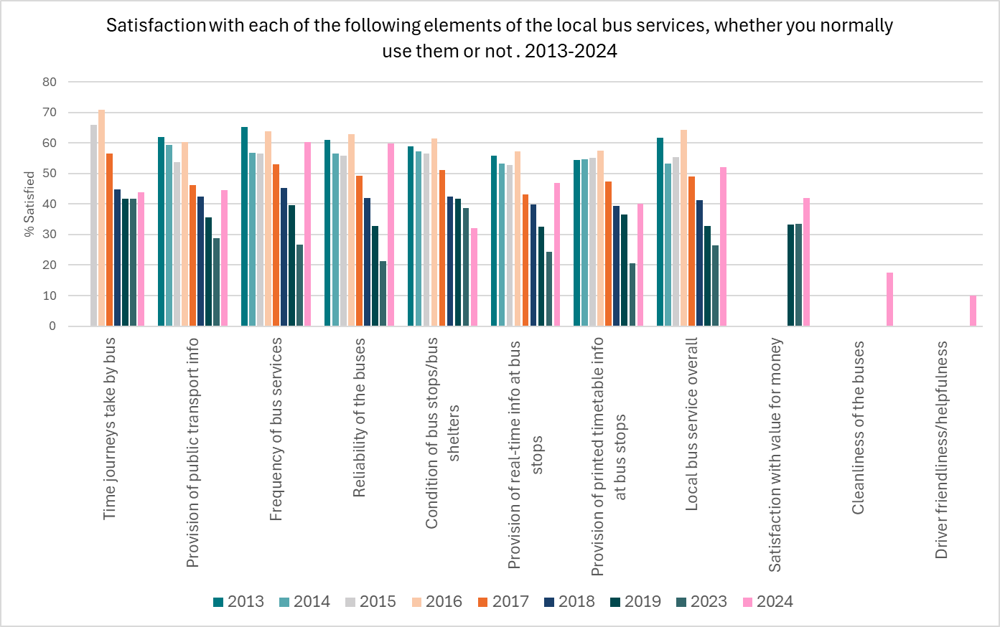 Satisfaction with each of the following elements of the local bus services, whether you normally
use them or not . 2013-2024
80
70
60
50
40
30
20
10
0
% Satisfied
Time journeys take by bus
Provision of public transport info
Frequency of bus services
Reliability of the buses
Condition of bus stops/bus
shelters
Provision of real-time info at bus
stops
Provision of printed timetable info
at bus stops
Local bus service overall
Satisfaction with value for money
Cleanliness of the buses
Driver friendliness/helpfulness
2013 2014 2015 2016 2017 2018 2019 2023 2024